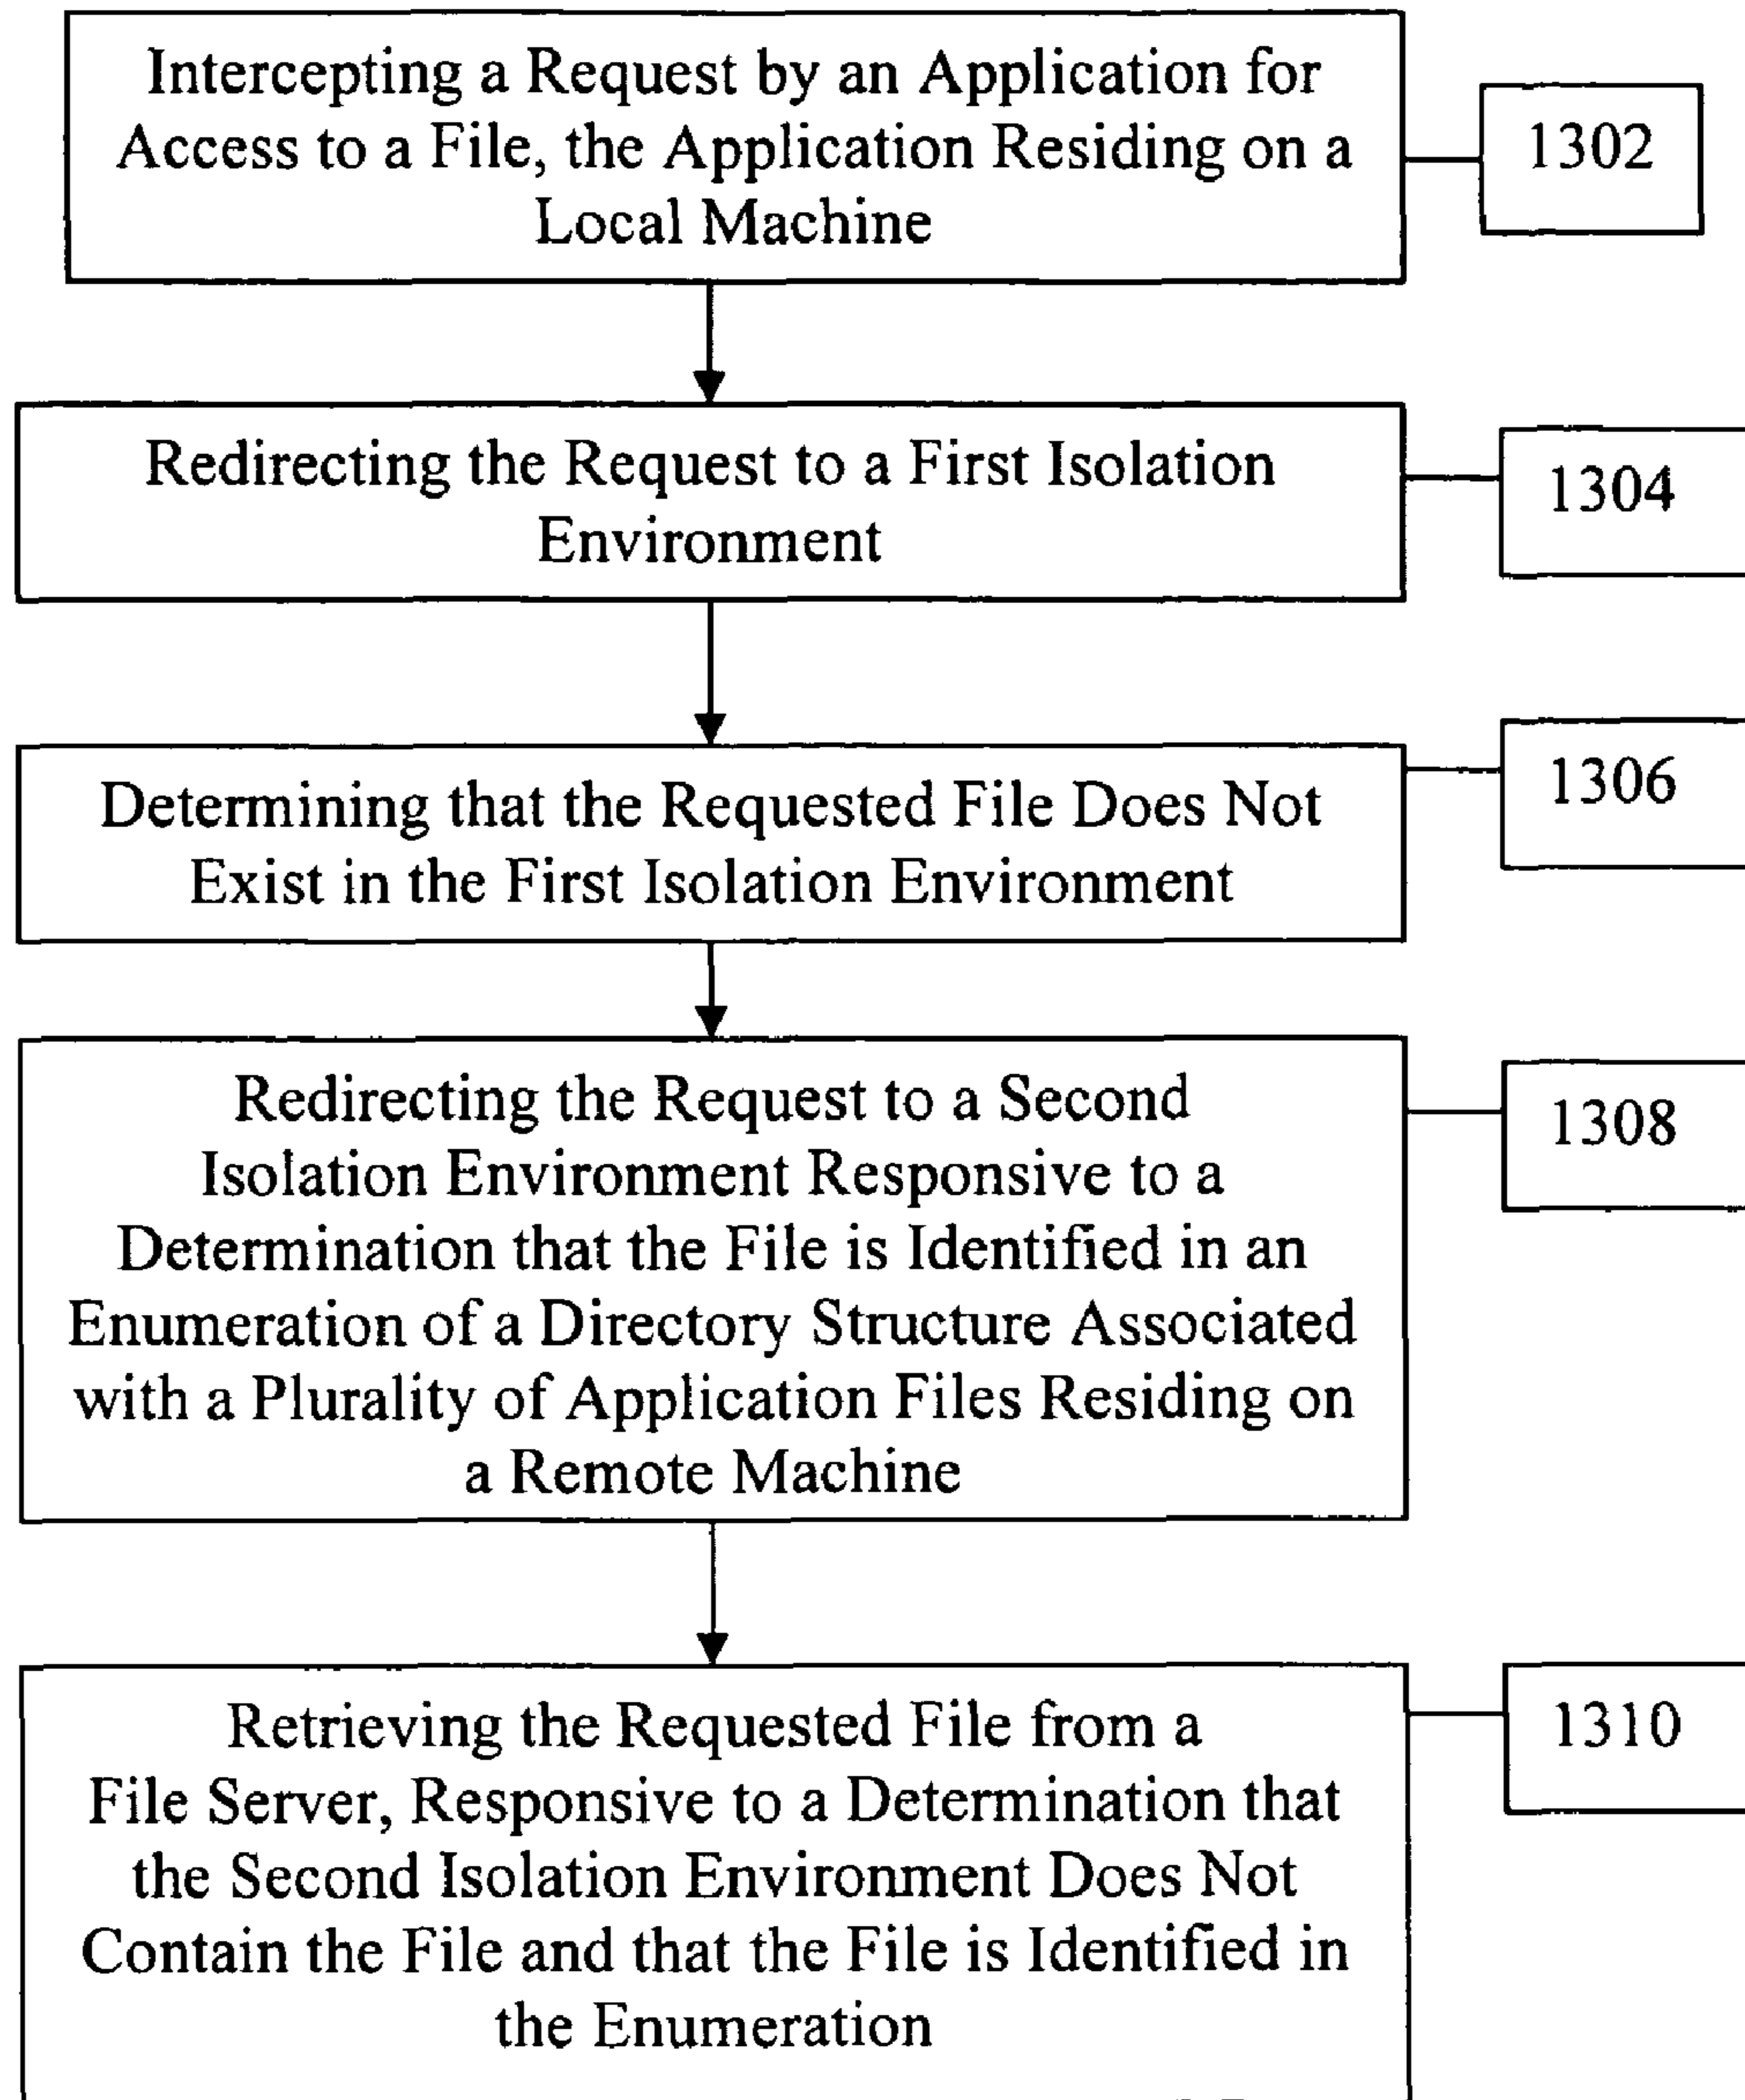 Intercepting a Request by an Application for
Access to a File, the Application Residing on a
Local Machine
1302
Redirecting the Request to a First Isolation
Environment
1304
Determining that the Requested File Does Not
Exist in the First Isolation Environment
1306
Redirecting the Request to a Second
Isolation Environment Responsive to a
Determination that the File is Identified in an
Enumeration of a Directory Structure Associated
with a Plurality of Application Files Residing on
a Remote Machine
1308
Retrieving the Requested File from a
File Server, Responsive to a Determination that
the Second Isolation Environment Does Not
Contain the File and that the File is Identified in
the Enumeration
1310